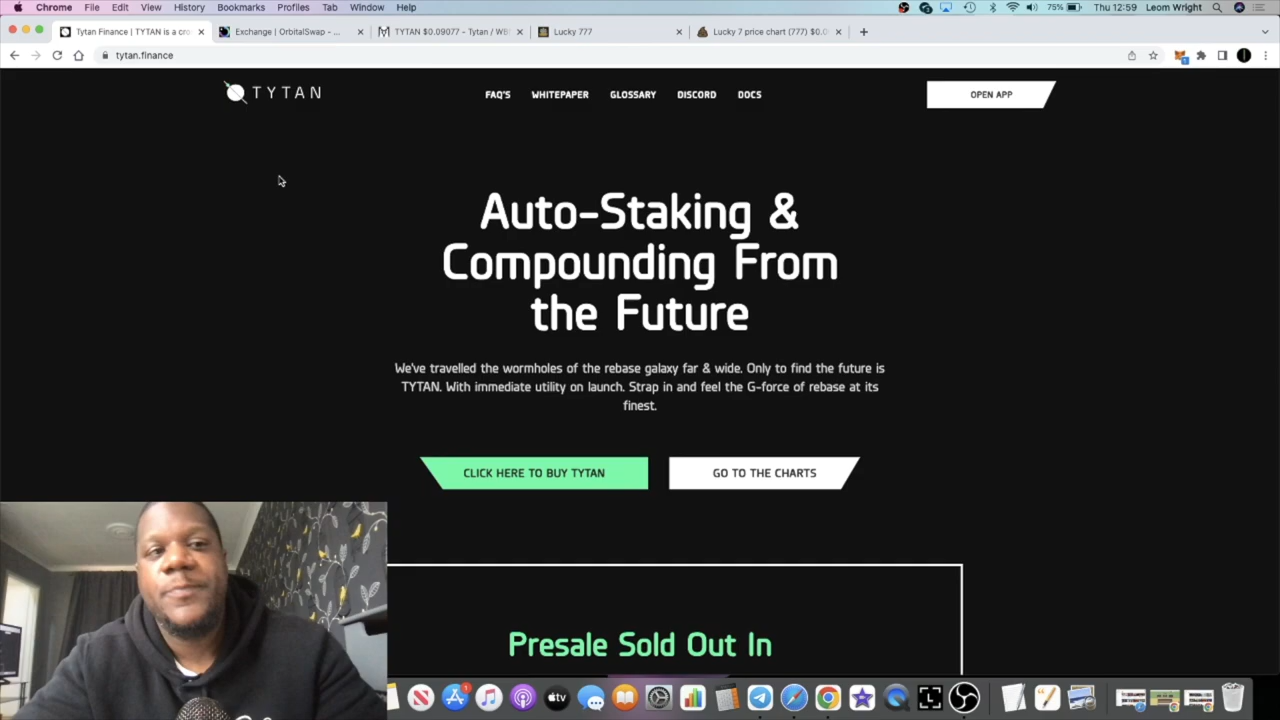 Chrome File Edit View History Bookmarks Profiles Tab Window Help 75% Thu 12:59 Leom Wright
Tytan Finance | TYTAN is a cro Exchange | OrbitalSwap - ... TYTAN $0.09077 - Tytan / WB Lucky 777 Lucky 7 price chart (777) $0.0
tytan.finance
TYTAN FAQ'S WHITEPAPER GLOSSARY DISCORD DOCS OPEN APP
Auto-Staking &
Compounding From
the Future
We've travelled the wormholes of the rebase galaxy far & wide. Only to find the future is
TYTAN. With immediate utility on launch. Strap in and feel the G-force of rebase at its
finest.
CLICK HERE TO BUY TYTAN GO TO THE CHARTS
Presale Sold Out In
tv